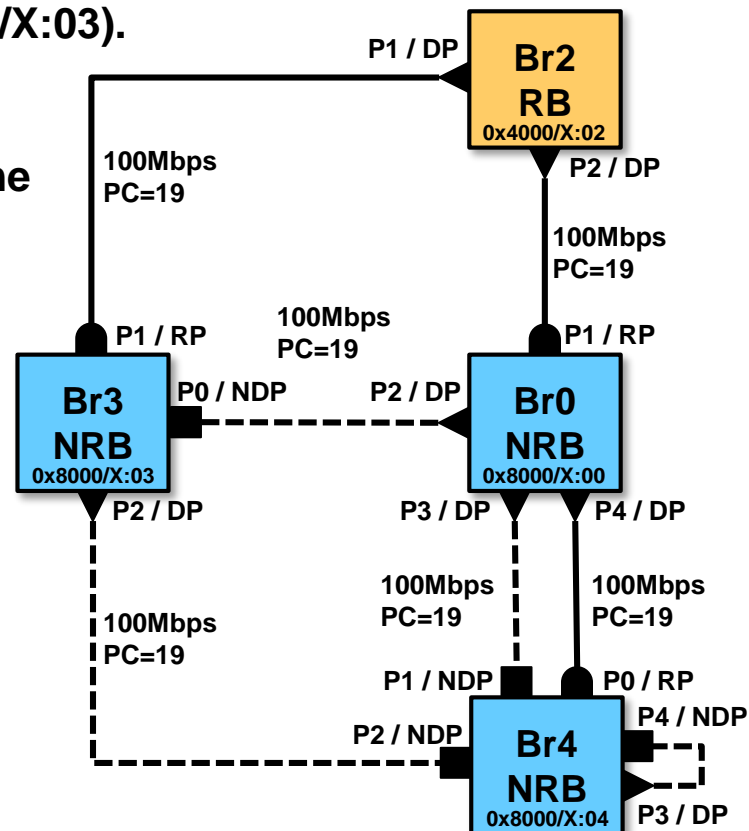 /X:03).
P1 / DP
Br2
RB
0x4000/X:02
100Mbps
PC=19
P2 / DP
100Mbps
PC=19
100Mbps
PC=19
P1 / RP
P1 / RP
Br3
NRB
0x8000/X:03
P0 / NDP
P2 / DP
Br0
NRB
0x8000/X:00
P2 / DP
P3 / DP
P4 / DP
100Mbps
PC=19
100Mbps
PC=19
100Mbps
PC=19
P1 / NDP
P0 / RP
P2 / NDP
P4 / NDP
Br4
NRB
0x8000/X:04
P3 / DP